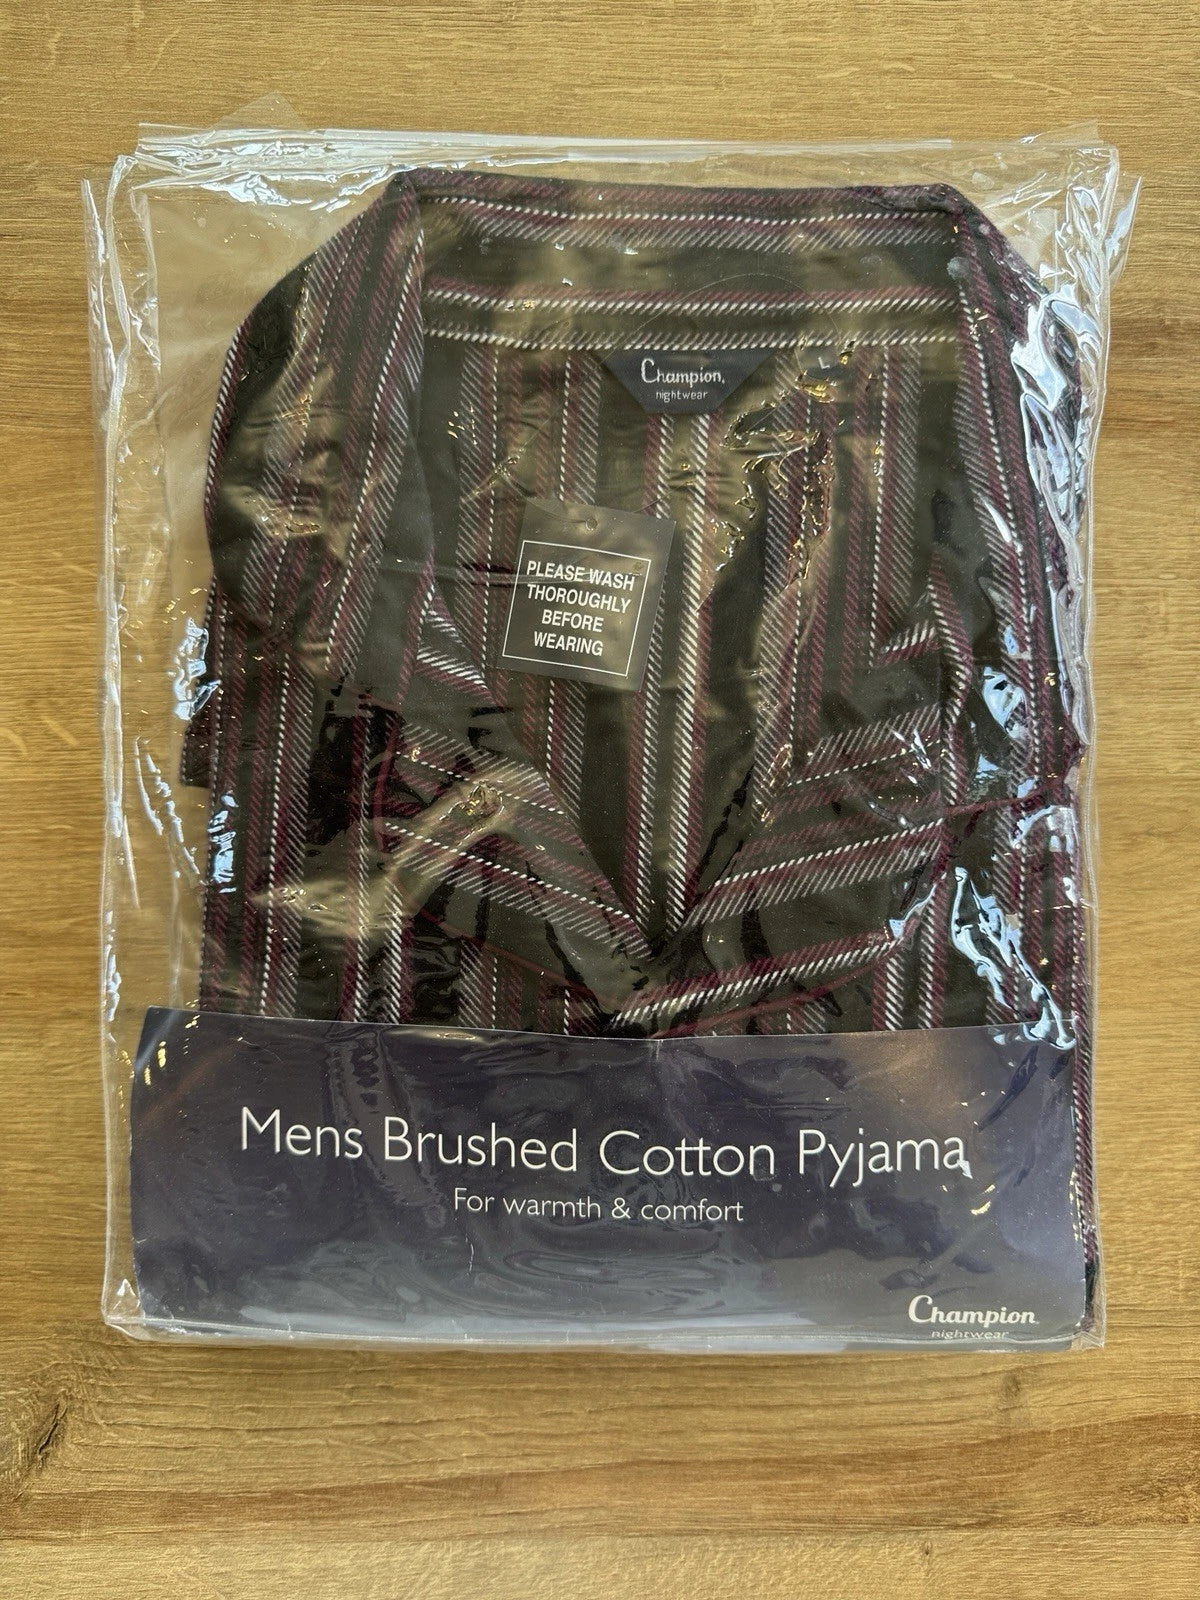 Champion.
nightwear
L
PLEASE WASH
THOROUGHLY
BEFORE
WEARING
Mens Brushed Cotton Pyjama
For warmth & comfort
Champion
nightwear